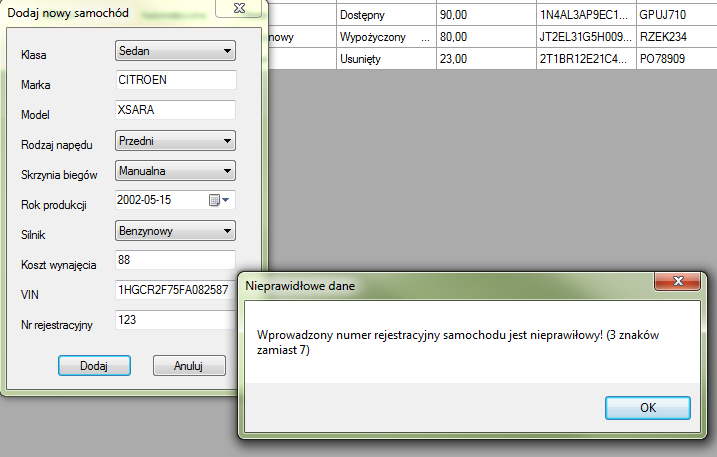 Dodaj nowy samochód
Dostępny 90,00 1N4AL3AP9EC1... GPUJ710
nowy Wypożyczony ... 80,00 JT2EL31G5H009... RZEK234
Usunięty 23,00 2T1BR12E21C4... PO78909
Klasa Sedan
Marka CITROEN
Model XSARA
Rodzaj napędu Przedni
Skrzynia biegów Manualna
Rok produkcji 2002-05-15
Silnik Benzynowy
Koszt wynajęcia 88
VIN 1HGCR2F75FA082587
Nr rejestracyjny 123
Dodaj Anuluj
Nieprawidłowe dane
Wprowadzony numer rejestracyjny samochodu jest nieprawiłowy! (3 znaków
zamiast 7)
OK